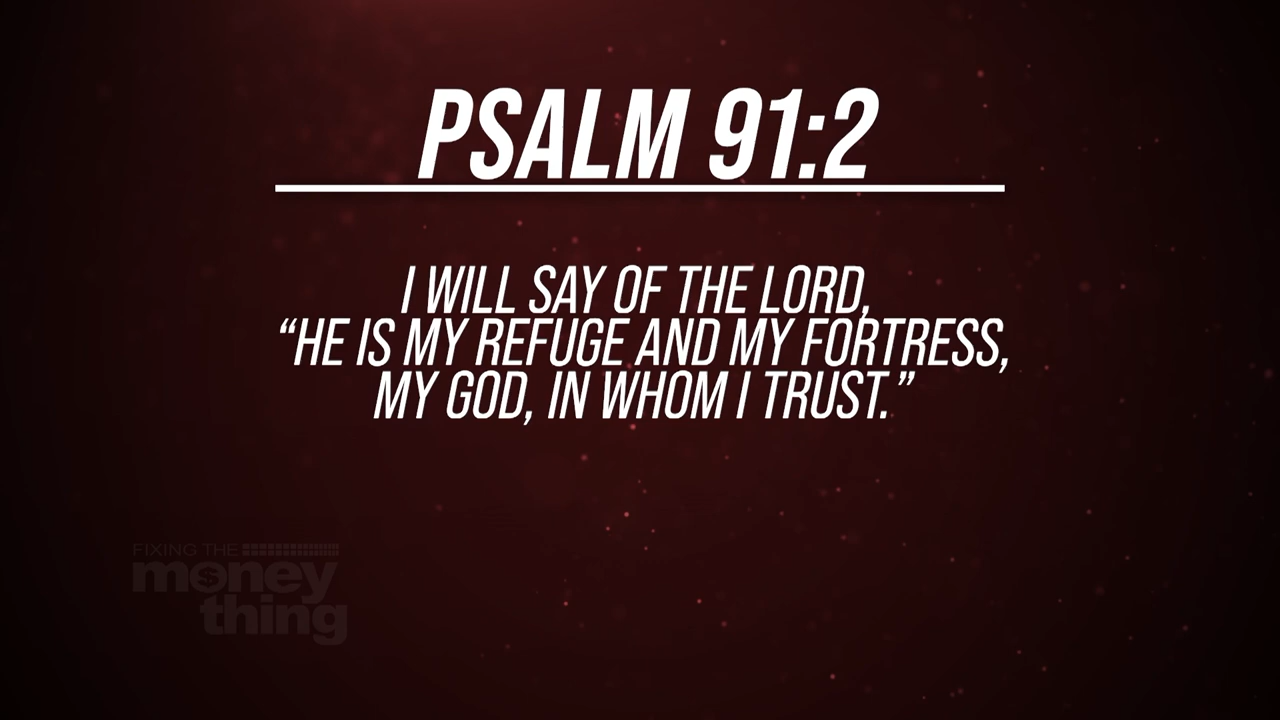 PSALM 91:2
I WILL SAY OF THE LORD,
“HE IS MY REFUGE AND MY FORTRESS,
MY GOD, IN WHOM I TRUST.”
FIXING THE
money
thing